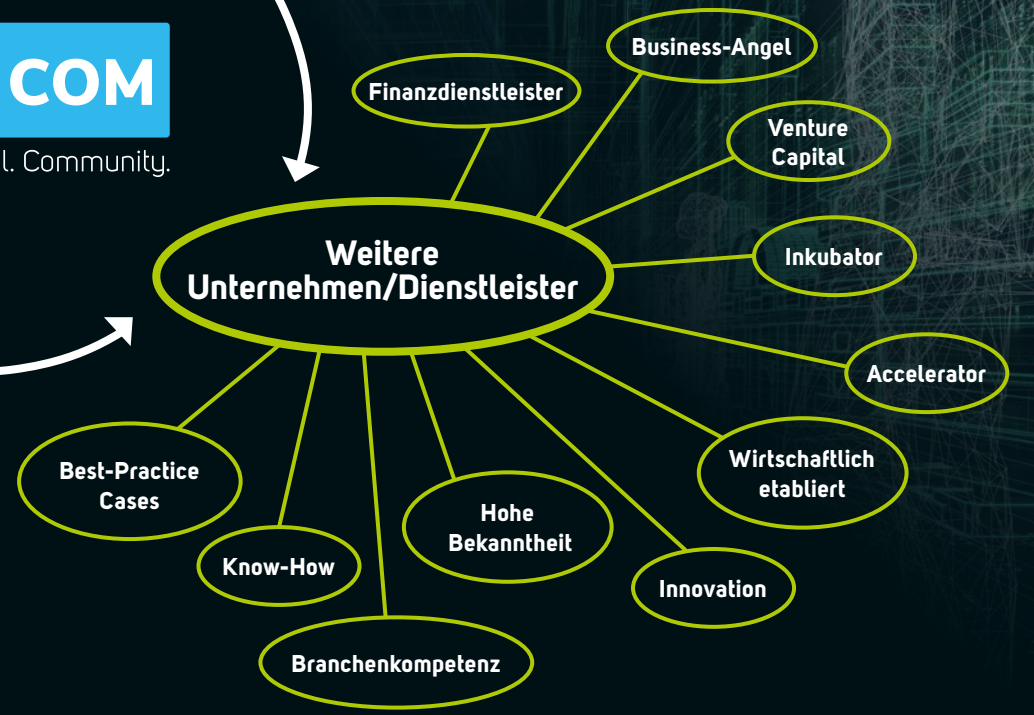 COM
l. Community.
Finanzdienstleister
Business-Angel
Venture
Capital
Weitere
Unternehmen/Dienstleister
Inkubator
Accelerator
Best-Practice
Cases
Know-How
Branchenkompetenz
Hohe
Bekanntheit
Innovation
Wirtschaftlich
etabliert